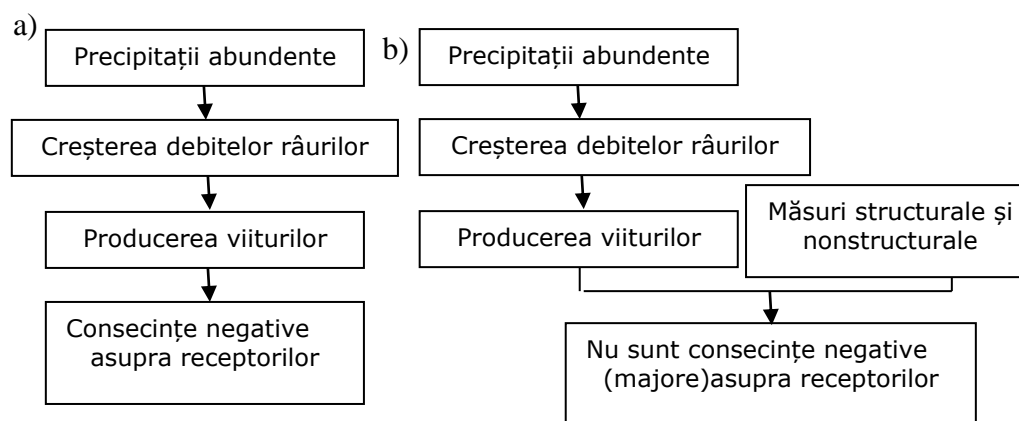 a)
Precipitații abundente
Creșterea debitelor râurilor
Producerea viiturilor
Consecințe negative
asupra receptorilor
b)
Precipitații abundente
Creșterea debitelor râurilor
Producerea viiturilor
Măsuri structurale și
nonstructurale
Nu sunt consecințe negative
(majore)asupra receptorilor